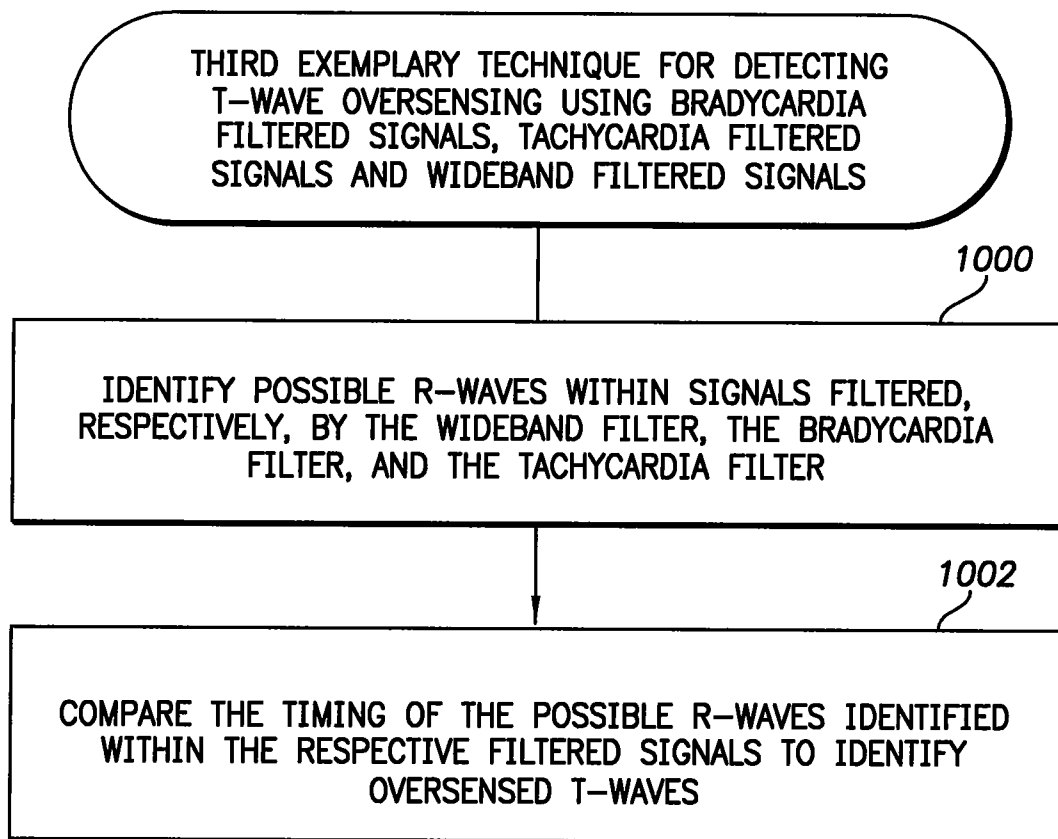 THIRD EXEMPLARY TECHNIQUE FOR DETECTING
T-WAVE OVERSENSING USING BRADYCARDIA
FILTERED SIGNALS, TACHYCARDIA FILTERED
SIGNALS AND WIDEBAND FILTERED SIGNALS
1000
IDENTIFY POSSIBLE R-WAVES WITHIN SIGNALS FILTERED,
RESPECTIVELY, BY THE WIDEBAND FILTER, THE BRADYCARDIA
FILTER, AND THE TACHYCARDIA FILTER
1002
COMPARE THE TIMING OF THE POSSIBLE R-WAVES IDENTIFIED
WITHIN THE RESPECTIVE FILTERED SIGNALS TO IDENTIFY
OVERSENSED T-WAVES